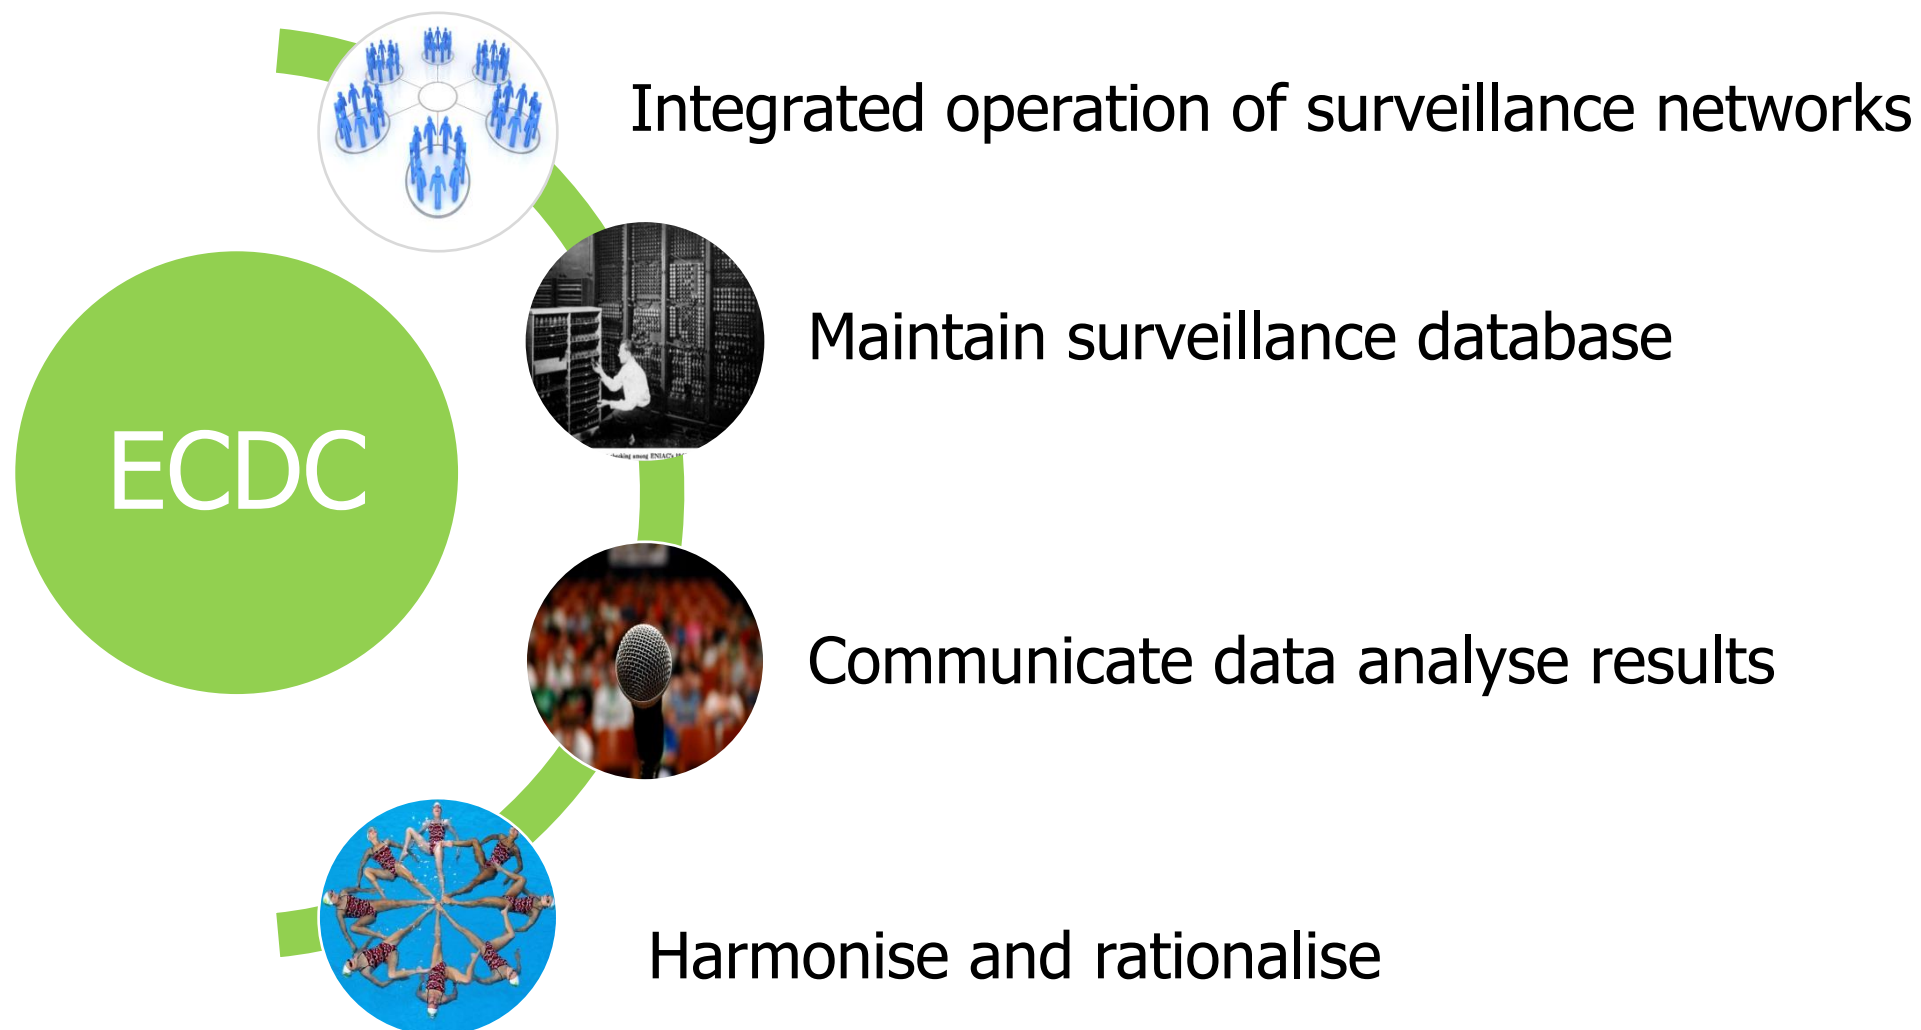 Integrated operation of surveillance networks
Maintain surveillance database
ECDC
Communicate data analyse results
Harmonise and rationalise